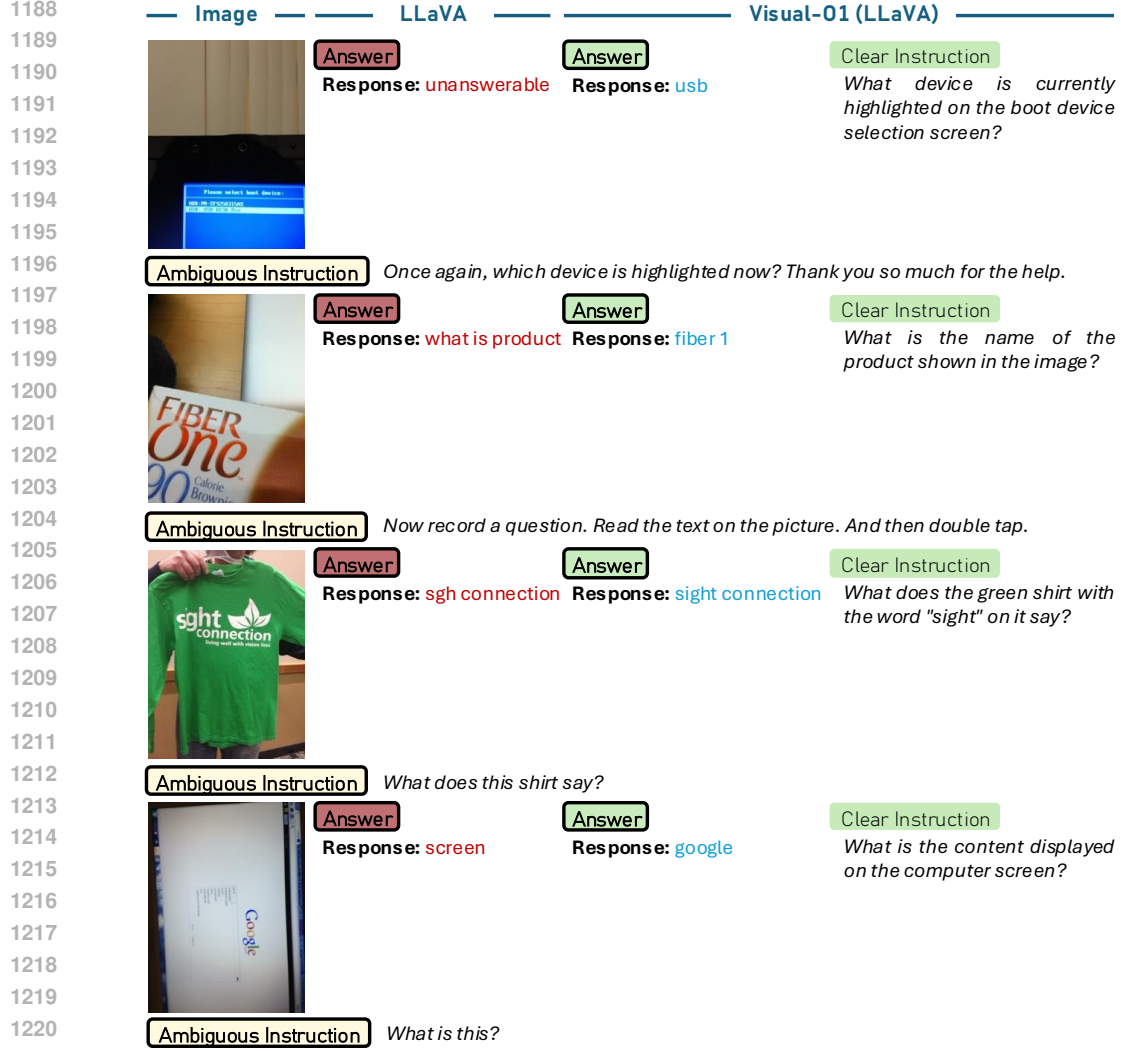 Image LLaVA Visual-O1 (LLaVA)
1188
1189
1190
1191
1192
1193
1194
1195
1196
1197
1198
1199
1200
1201
1202
1203
1204
1205
1206
1207
1208
1209
1210
1211
1212
1213
1214
1215
1216
1217
1218
1219
1220
Please select boot device:
Answer
Response: unanswerable
Answer
Response: usb
Clear Instruction
What device is currently
highlighted on the boot device
selection screen?
Ambiguous Instruction Once again, which device is highlighted now? Thank you so much for the help.
FIBER
One
90 Calorie
Answer
Response: what is product
Answer
Response: fiber 1
Clear Instruction
What is the name of the
product shown in the image?
Ambiguous Instruction Now record a question. Read the text on the picture. And then double tap.
sight
connection
living well with vision loss
Answer
Response: sgh connection
Answer
Response: sight connection
Clear Instruction
What does the green shirt with
the word "sight" on it say?
Ambiguous Instruction What does this shirt say?
Google
Answer
Response: screen
Answer
Response: google
Clear Instruction
What is the content displayed
on the computer screen?
Ambiguous Instruction What is this?